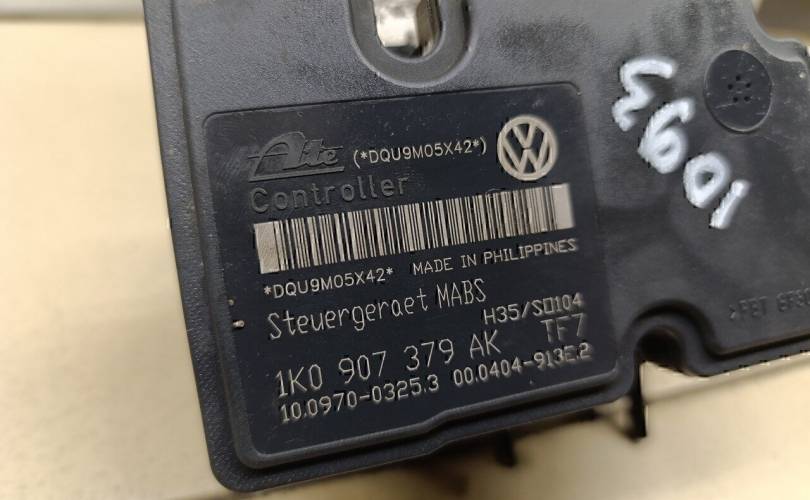 Ate (*DQU9M05X42*)
Controller
*DQU9M05X42* MADE IN PHILIPPINES
Steuergeraet MABS
H35/S0104
1K0 907 379 AK TF7
10.0970-0325.3 00.0404-913E.2
1093